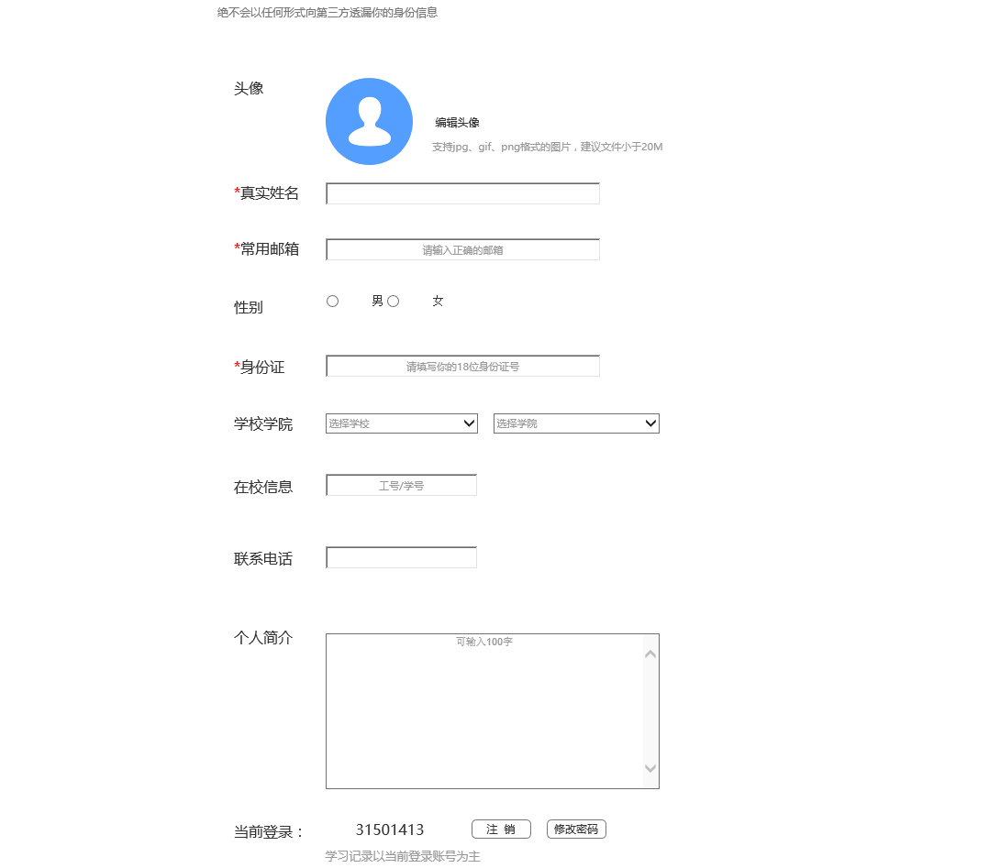 绝不会以任何形式向第三方透漏你的身份信息
头像
编辑头像
支持jpg、gif、png格式的图片，建议文件小于20M
*真实姓名
*常用邮箱 请输入正确的邮箱
性别 男 女
*身份证 请填写你的18位身份证号
学校学院 选择学校 选择学院
在校信息 工号/学号
联系电话
个人简介 可输入100字
当前登录： 31501413 注 销 修改密码
学习记录以当前登录账号为主